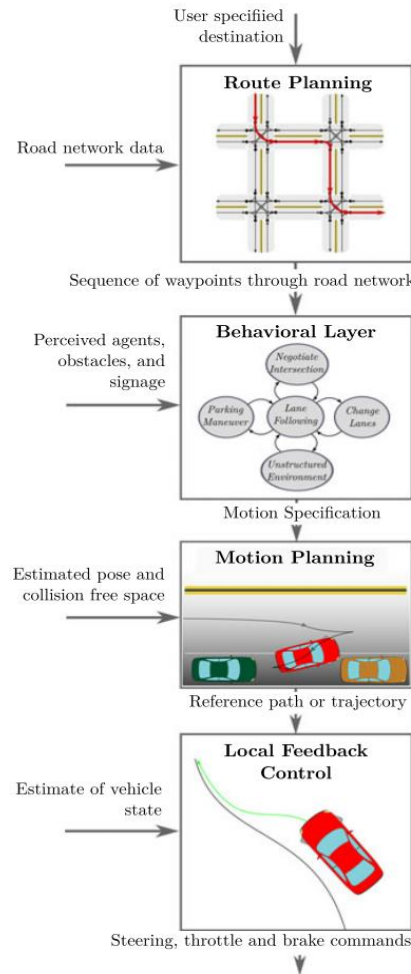 User specifiied
destination
Route Planning
Road network data
Sequence of waypoints through road network
Behavioral Layer
Perceived agents,
obstacles, and
signage
Negotiate
Intersection
Parking
Maneuver
Lane
Following
Change
Lanes
Unstructured
Environment
Motion Specification
Motion Planning
Estimated pose and
collision free space
Reference path or trajectory
Local Feedback
Control
Estimate of vehicle
state
Steering, throttle and brake commands